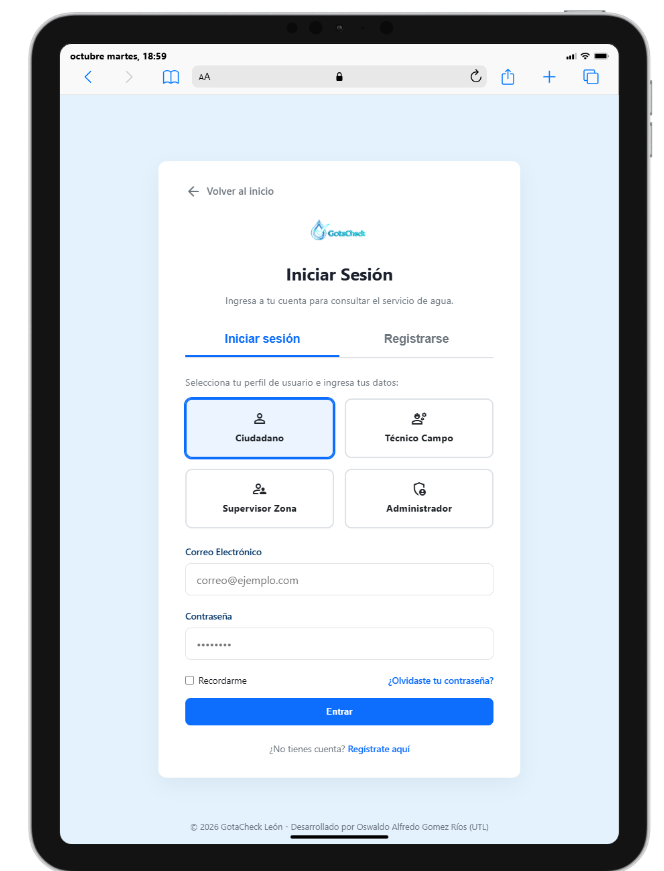 octubre martes, 18:59
AA
Volver al inicio
GotaCheck
Iniciar Sesión
Ingresa a tu cuenta para consultar el servicio de agua.
Iniciar sesión
Registrarse
Selecciona tu perfil de usuario e ingresa tus datos:
Ciudadano
Técnico Campo
Supervisor Zona
Administrador
Correo Electrónico
correo@ejemplo.com
Contraseña
••••••••
Recordarme
¿Olvidaste tu contraseña?
Entrar
¿No tienes cuenta? Regístrate aquí
© 2026 GotaCheck León - Desarrollado por Oswaldo Alfredo Gomez Ríos (UTL)